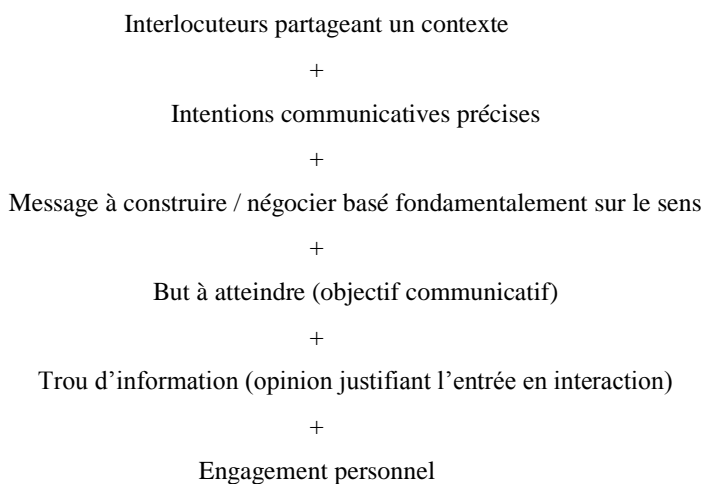 Interlocuteurs partageant un contexte
+
Intentions communicatives précises
+
Message à construire / négocier basé fondamentalement sur le sens
+
But à atteindre (objectif communicatif)
+
Trou d’information (opinion justifiant l’entrée en interaction)
+
Engagement personnel